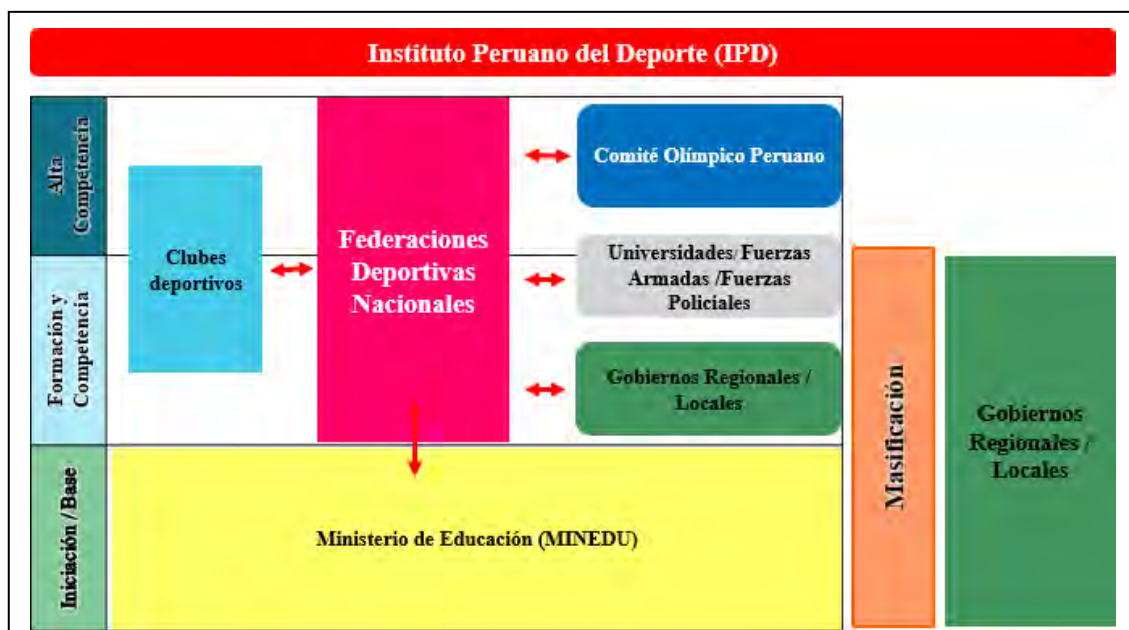 Instituto Peruano del Deporte (IPD)
Alta
Competencia
Clubes
deportivos
Federaciones
Deportivas
Nacionales
Comité Olímpico Peruano
Universidades/Fuerzas
Armadas /Fuerzas
Policiales
Formación y
Competencia
Gobiernos Regionales /
Locales
Iniciación / Base
Ministerio de Educación (MINEDU)
Masificación
Gobiernos
Regionales /
Locales